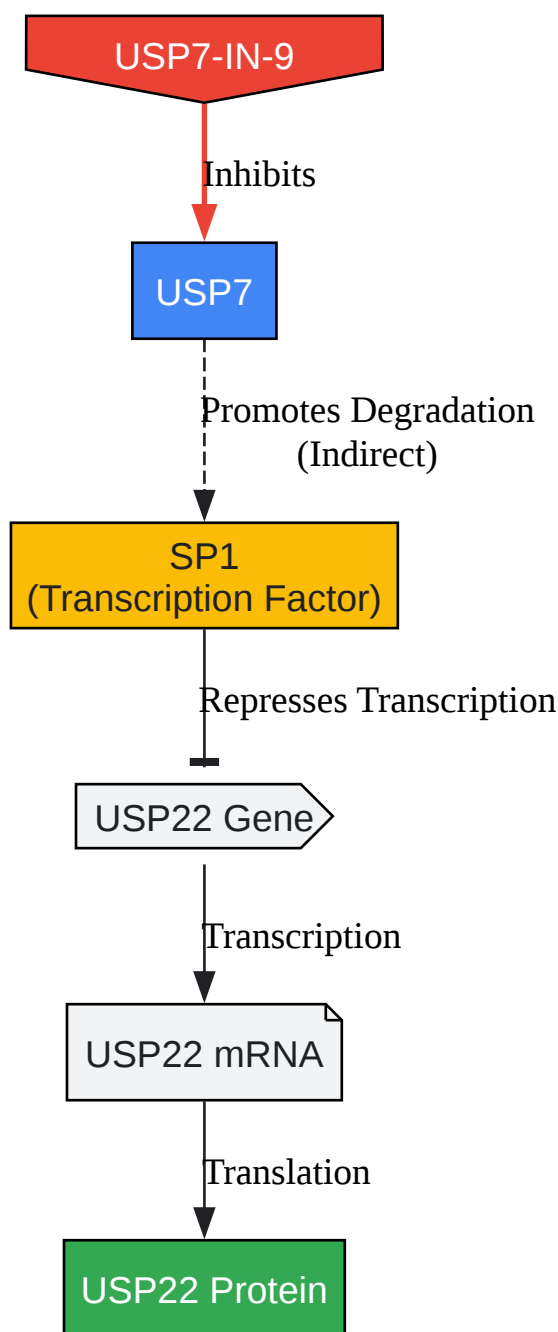 USP7-IN-9
Inhibits
USP7
Promotes Degradation
(Indirect)
SP1
(Transcription Factor)
Represses Transcription
USP22 Gene
Transcription
USP22 mRNA
Translation
USP22 Protein